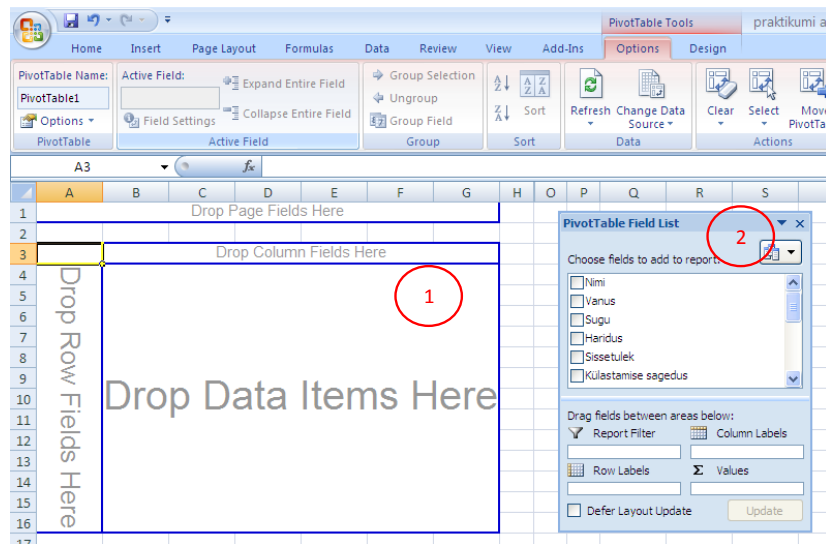 PivotTable Tools praktikumi a
Home Insert Page Layout Formulas Data Review View Add-Ins Options Design
PivotTable Name: Active Field: Expand Entire Field Group Selection
PivotTable1 Ungroup Sort Refresh Change Data Source Clear Select Move PivotTa
Options Field Settings Collapse Entire Field Group Field
PivotTable Active Field Group Sort Data Actions
A3 fx
A B C D E F G H O P Q R S
1 Drop Page Fields Here
2 PivotTable Field List 2
3 Drop Column Fields Here
Choose fields to add to report:
4 Nimi
1
5 Vanus
6 Sugu
7 Haridus
8 Sissetulek
9 Külastamise sagedus
10 Drop Data Items Here
11 Drag fields between areas below:
12 Report Filter Column Labels
13
14 Row Labels Σ Values
15 Defer Layout Update Update
16
17
Drop Row Fields Here